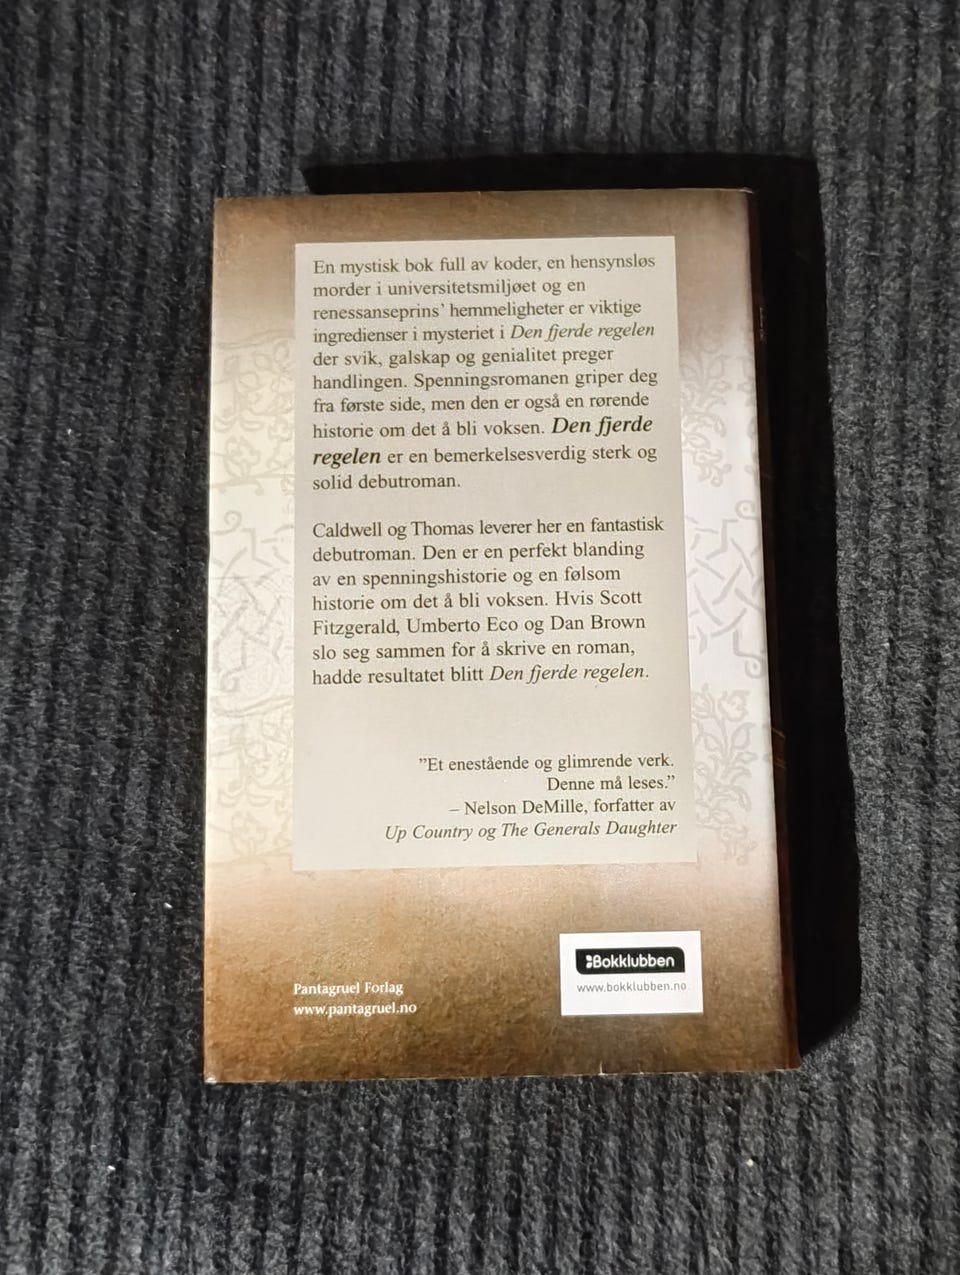 En mystisk bok full av koder, en hensynsløs
morder i universitetsmiljøet og en
renessanseprins’ hemmeligheter er viktige
ingredienser i mysteriet i Den fjerde regelen
der svik, galskap og genialitet preger
handlingen. Spenningsromanen griper deg
fra første side, men den er også en rørende
historie om det å bli voksen. Den fjerde
regelen er en bemerkelsesverdig sterk og
solid debutroman.
Caldwell og Thomas leverer her en fantastisk
debutroman. Den er en perfekt blanding
av en spenningshistorie og en følsom
historie om det å bli voksen. Hvis Scott
Fitzgerald, Umberto Eco og Dan Brown
slo seg sammen for å skrive en roman,
hadde resultatet blitt Den fjerde regelen.
”Et enestående og glimrende verk.
Denne må leses.”
– Nelson DeMille, forfatter av
Up Country og The Generals Daughter
Pantagruel Forlag
www.pantagruel.no
Bokklubben
www.bokklubben.no